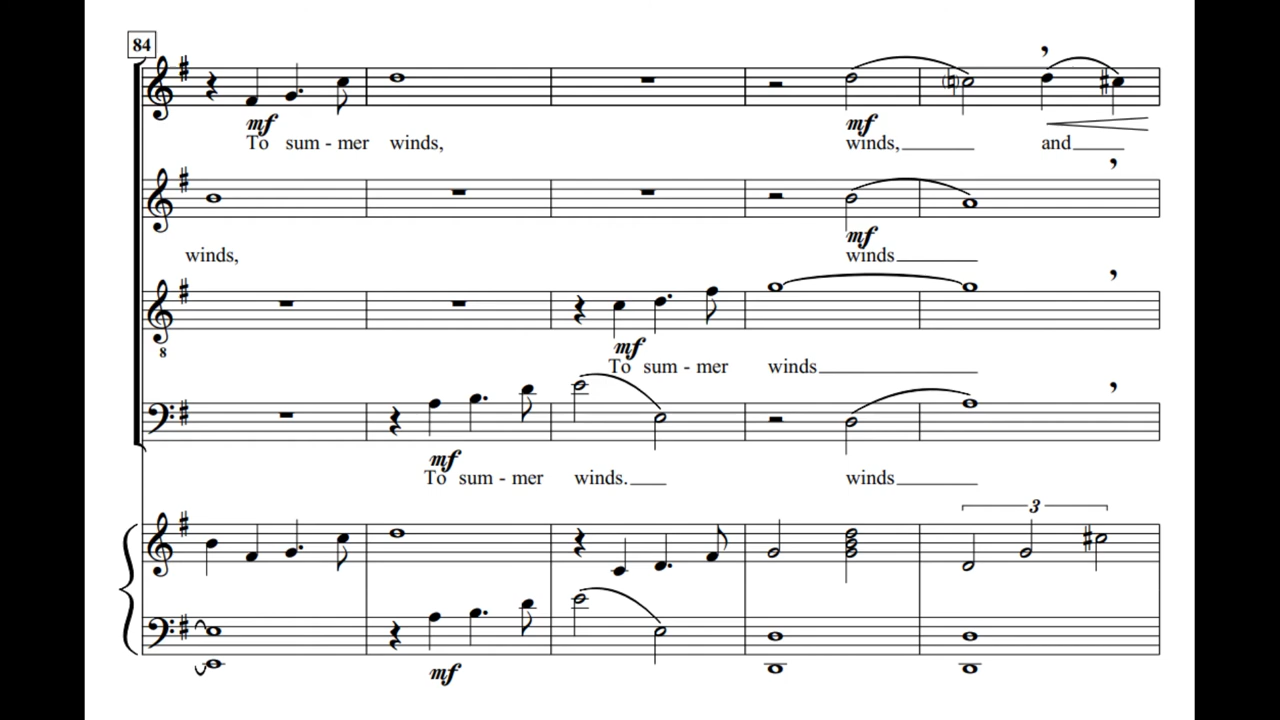 84
mf mf
To sum - mer winds, winds, and
mf
winds, winds
8
mf
To sum - mer winds
mf
To sum - mer winds. winds
3
mf